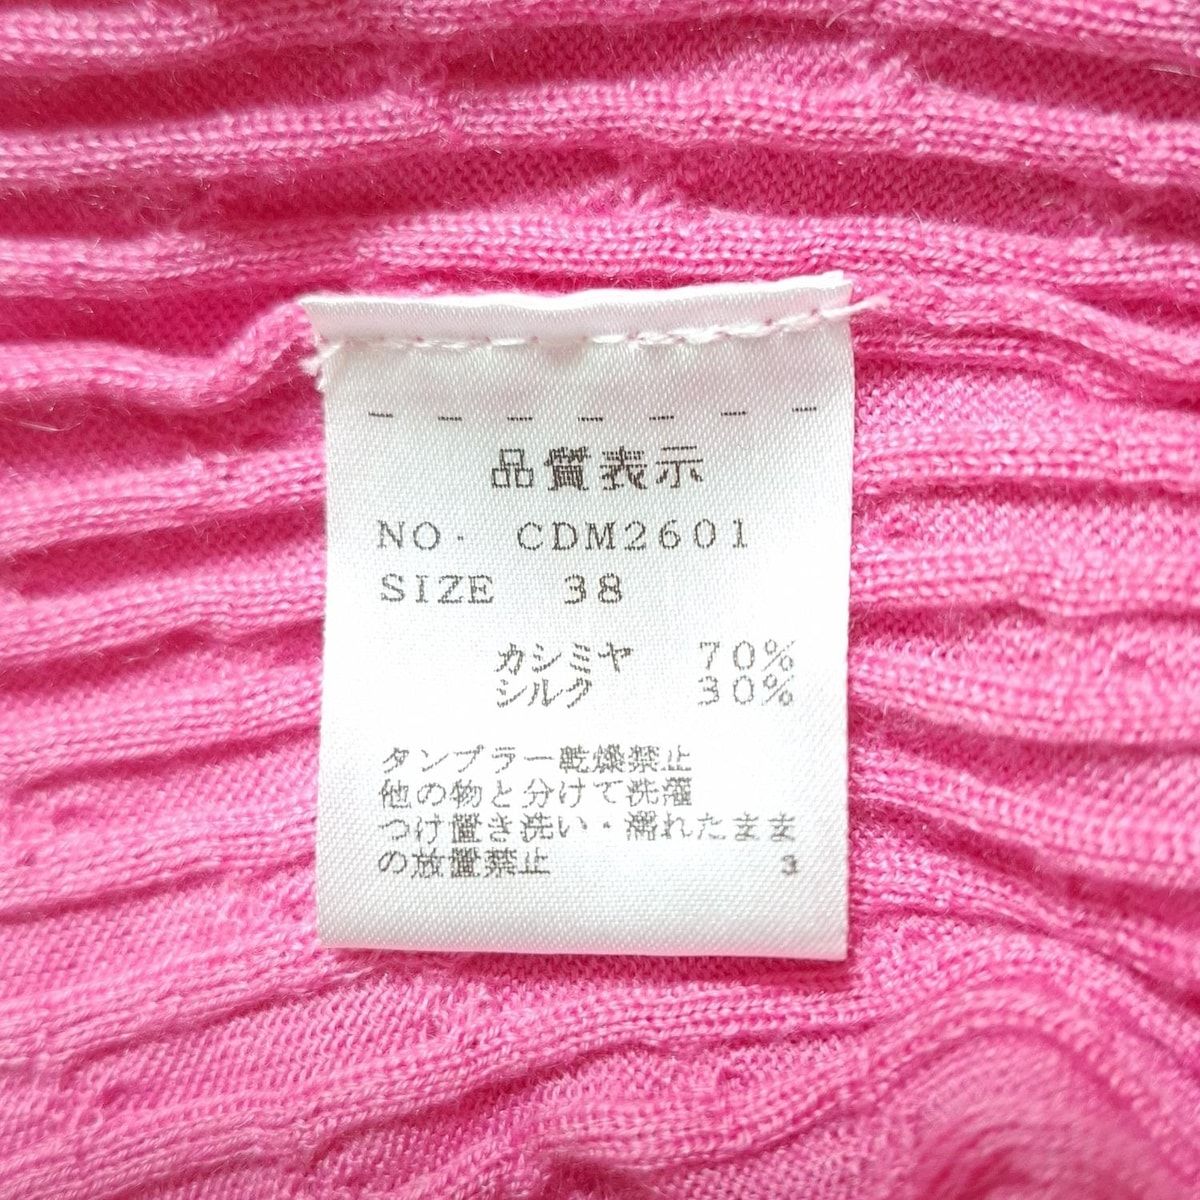 品質表示
NO. CDM2601
SIZE 38
カシミヤ 70%
シルク 30%
タンブラー乾燥禁止
他の物と分けて洗濯
つけ置き洗い・濡れたまま
の放置禁止 3